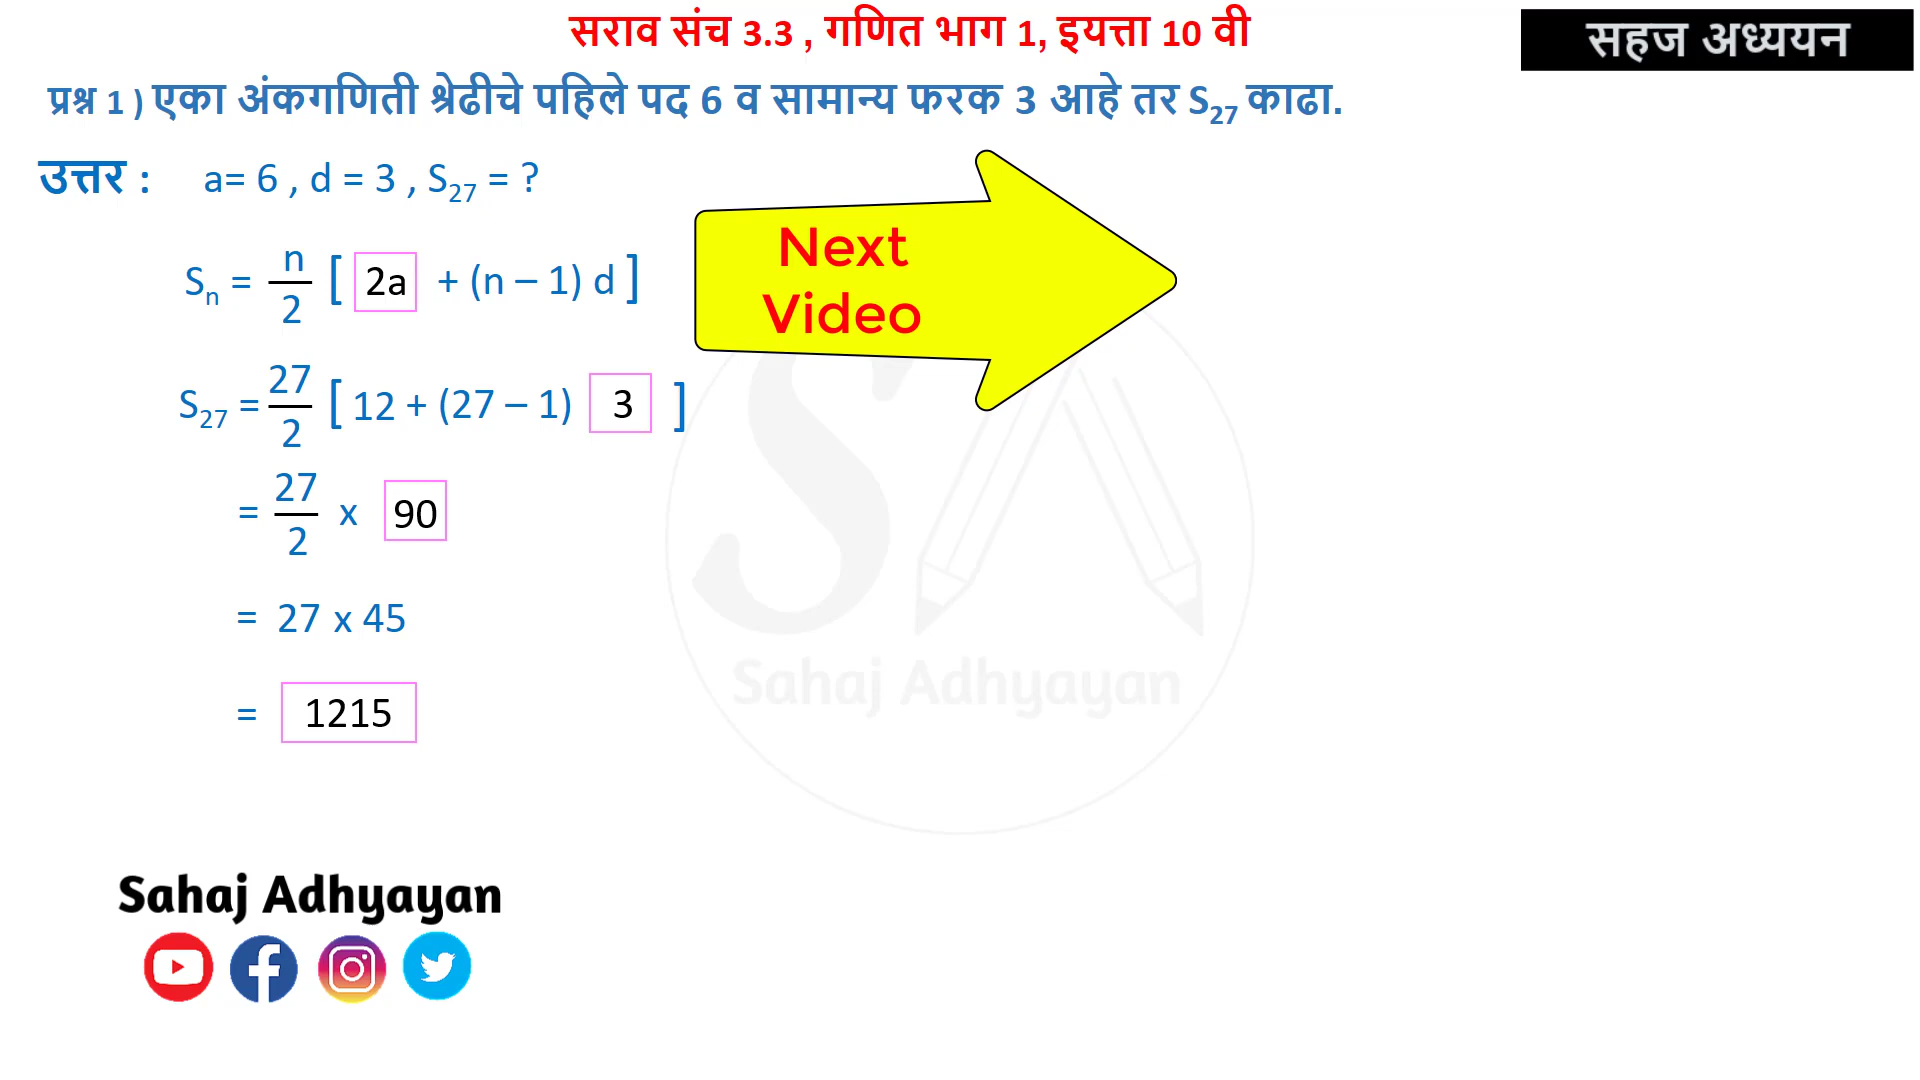 सराव संच 3.3 , गणित भाग 1, इयत्ता 10 वी
सहज अध्ययन
प्रश्न 1 ) एका अंकगणिती श्रेढीचे पहिले पद 6 व सामान्य फरक 3 आहे तर S27 काढा.
उत्तर : a= 6 , d = 3 , S27 = ?
Sn = n/2 [ 2a + (n – 1) d ]
Next
Video
S27 = 27/2 [ 12 + (27 – 1) 3 ]
= 27/2 x 90
= 27 x 45
= 1215
SA
Sahaj Adhyayan
Sahaj Adhyayan